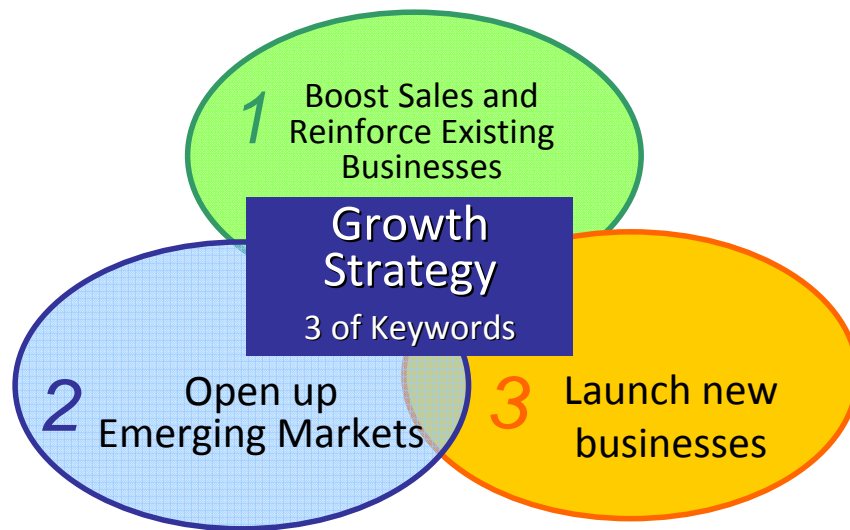 1
Boost Sales and
Reinforce Existing
Businesses
Growth
Strategy
3 of Keywords
2
Open up
Emerging Markets
3
Launch new
businesses